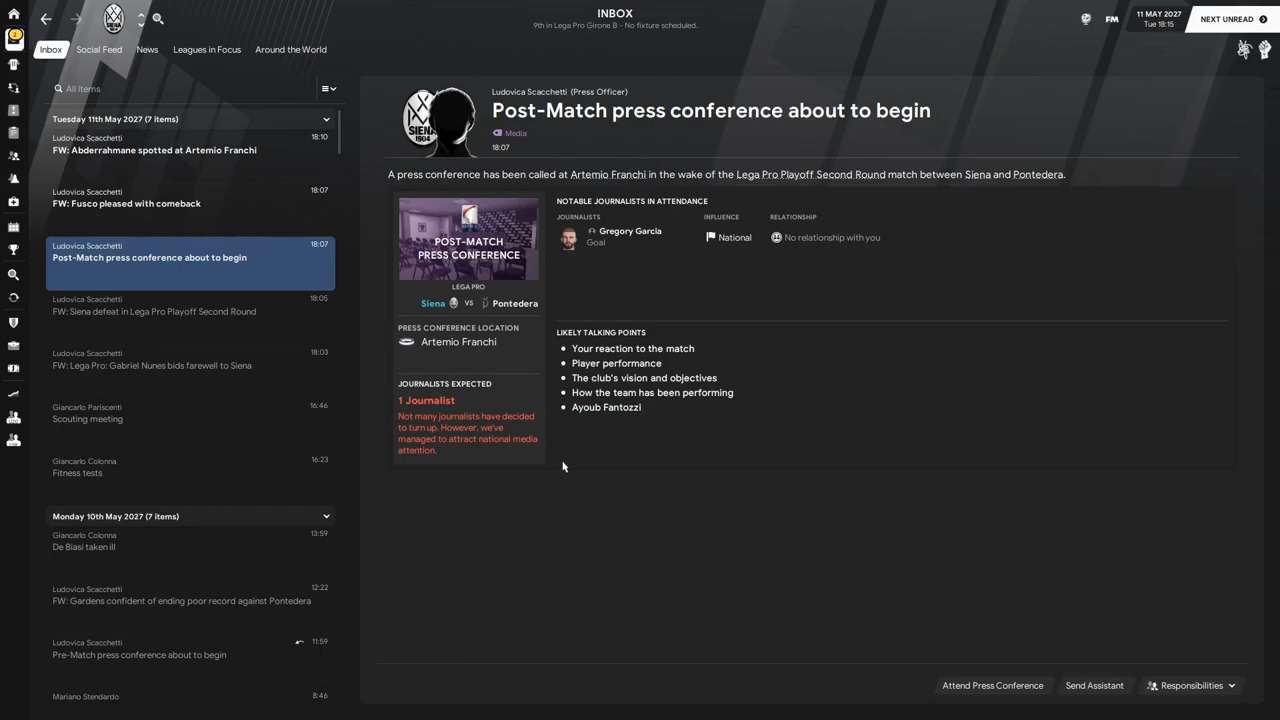 INBOX
9th in Lega Pro Girone B - No fixture scheduled.
FM
11 MAY 2027
Tue 18:15
NEXT UNREAD
2
SIENA
1904
Inbox
Social Feed
News
Leagues in Focus
Around the World
All items
Tuesday 11th May 2027 (7 items)
Ludovica Scacchetti
18:10
FW: Abderrahmane spotted at Artemio Franchi
Ludovica Scacchetti
18:07
FW: Fusco pleased with comeback
Ludovica Scacchetti
18:07
Post-Match press conference about to begin
Ludovica Scacchetti
18:05
FW: Siena defeat in Lega Pro Playoff Second Round
Ludovica Scacchetti
18:03
FW: Lega Pro: Gabriel Nunes bids farewell to Siena
Giancarlo Pariscenti
16:46
Scouting meeting
Giancarlo Colonna
16:23
Fitness tests
Monday 10th May 2027 (7 items)
Giancarlo Colonna
13:59
De Biasi taken ill
Ludovica Scacchetti
12:22
FW: Gardens confident of ending poor record against Pontedera
Ludovica Scacchetti
11:59
Pre-Match press conference about to begin
Mariano Stendardo
8:46
SIENA
1904
Ludovica Scacchetti (Press Officer)
Post-Match press conference about to begin
Media
18:07
A press conference has been called at Artemio Franchi in the wake of the Lega Pro Playoff Second Round match between Siena and Pontedera.
POST-MATCH
PRESS CONFERENCE
LEGA PRO
Siena VS Pontedera
PRESS CONFERENCE LOCATION
Artemio Franchi
JOURNALISTS EXPECTED
1 Journalist
Not many journalists have decided
to turn up. However, we've
managed to attract national media
attention.
NOTABLE JOURNALISTS IN ATTENDANCE
JOURNALISTS
INFLUENCE
RELATIONSHIP
Gregory Garcia
Goal
National
No relationship with you
LIKELY TALKING POINTS
Your reaction to the match
Player performance
The club's vision and objectives
How the team has been performing
Ayoub Fantozzi
Attend Press Conference
Send Assistant
Responsibilities